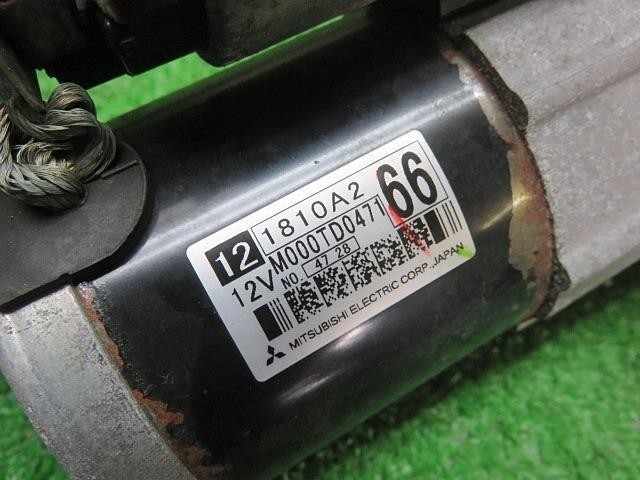 12 1810A2 66
12V M000TD0471
NO. 47 28
MITSUBISHI ELECTRIC CORP., JAPAN